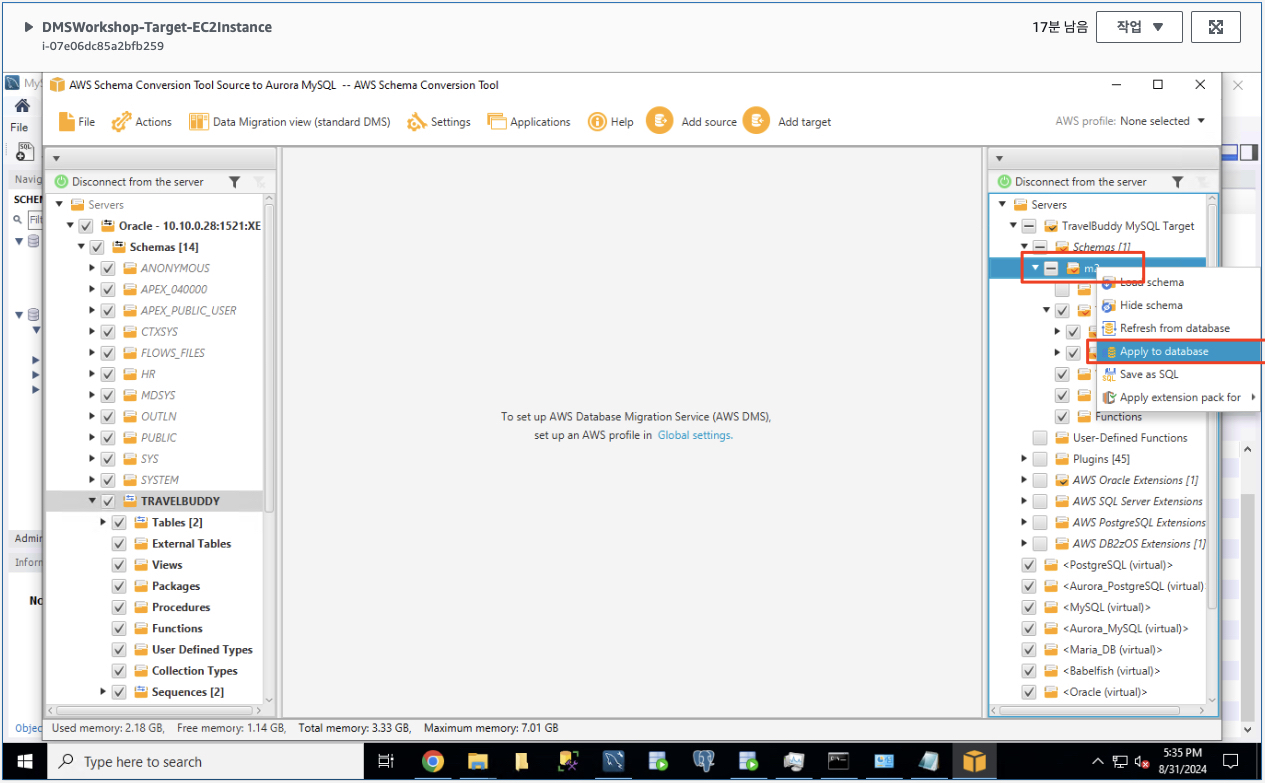 DMSWorkshop-Target-EC2Instance
i-07e06dc85a2bfb259
17분 남음
작업
AWS Schema Conversion Tool Source to Aurora MySQL -- AWS Schema Conversion Tool
File
File Actions Data Migration view (standard DMS) Settings Applications Help Add source Add target
AWS profile: None selected
SQL
Disconnect from the server
Servers
Oracle - 10.10.0.28:1521:XE
Schemas [14]
ANONYMOUS
APEX_040000
APEX_PUBLIC_USER
CTXSYS
FLOWS_FILES
HR
MDSYS
OUTLN
PUBLIC
SYS
SYSTEM
TRAVELBUDDY
Tables [2]
External Tables
Views
Packages
Procedures
Functions
User Defined Types
Collection Types
Sequences [2]
To set up AWS Database Migration Service (AWS DMS),
set up an AWS profile in Global settings.
Disconnect from the server
Servers
TravelBuddy MySQL Target
Schemas [1]
Load schema
Hide schema
Refresh from database
Apply to database
Save as SQL
Apply extension pack for
Functions
User-Defined Functions
Plugins [45]
AWS Oracle Extensions [1]
AWS SQL Server Extensions
AWS PostgreSQL Extensions
AWS DB2zOS Extensions [1]
<PostgreSQL (virtual)>
<Aurora_PostgreSQL (virtual)
<MySQL (virtual)>
<Aurora_MySQL (virtual)>
<Maria_DB (virtual)>
<Babelfish (virtual)>
<Oracle (virtual)>
Used memory: 2.18 GB, Free memory: 1.14 GB, Total memory: 3.33 GB, Maximum memory: 7.01 GB
Type here to search
5:35 PM
8/31/2024